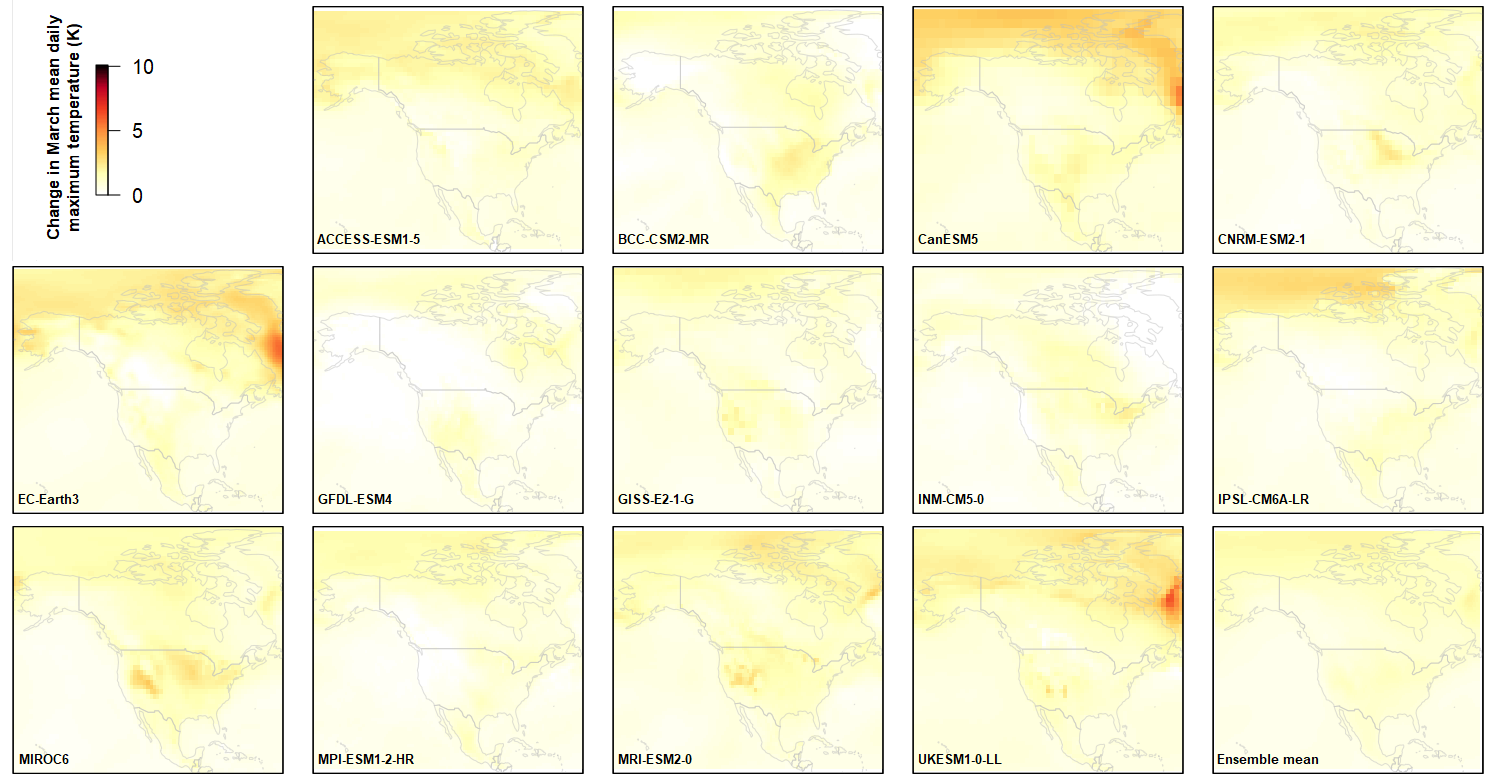 Change in March mean daily
maximum temperature (K)
10
5
0
ACCESS-ESM1-5
BCC-CSM2-MR
CanESM5
CNRM-ESM2-1
EC-Earth3
GFDL-ESM4
GISS-E2-1-G
INM-CM5-0
IPSL-CM6A-LR
MIROC6
MPI-ESM1-2-HR
MRI-ESM2-0
UKESM1-0-LL
Ensemble mean